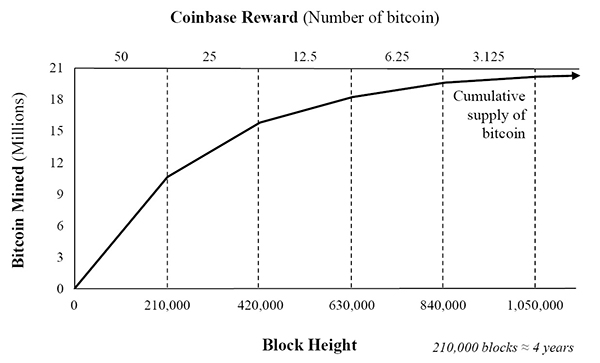 Coinbase Reward (Number of bitcoin)
50 25 12.5 6.25 3.125
21
18
15
12
9
6
3
0
Bitcoin Mined (Millions)
Cumulative
supply of
bitcoin
0 210,000 420,000 630,000 840,000 1,050,000
Block Height
210,000 blocks ≈ 4 years